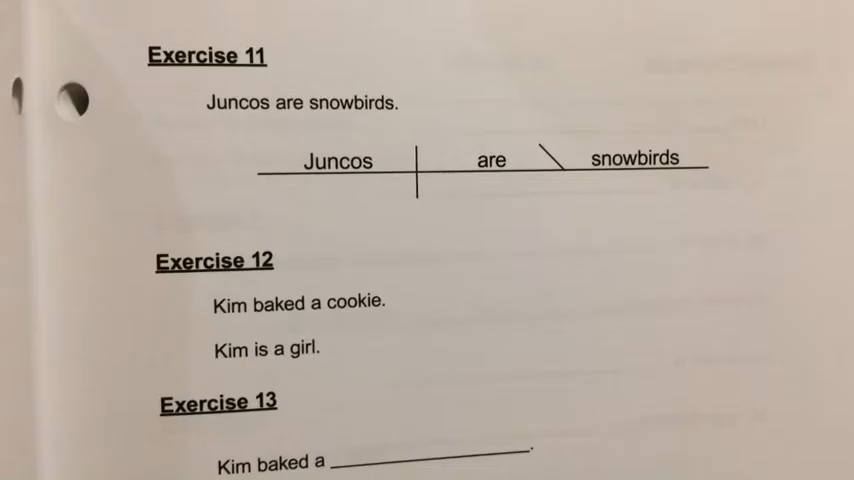 Exercise 11
Juncos are snowbirds.
Juncos are snowbirds
Exercise 12
Kim baked a cookie.
Kim is a girl.
Exercise 13
Kim baked a ____________.